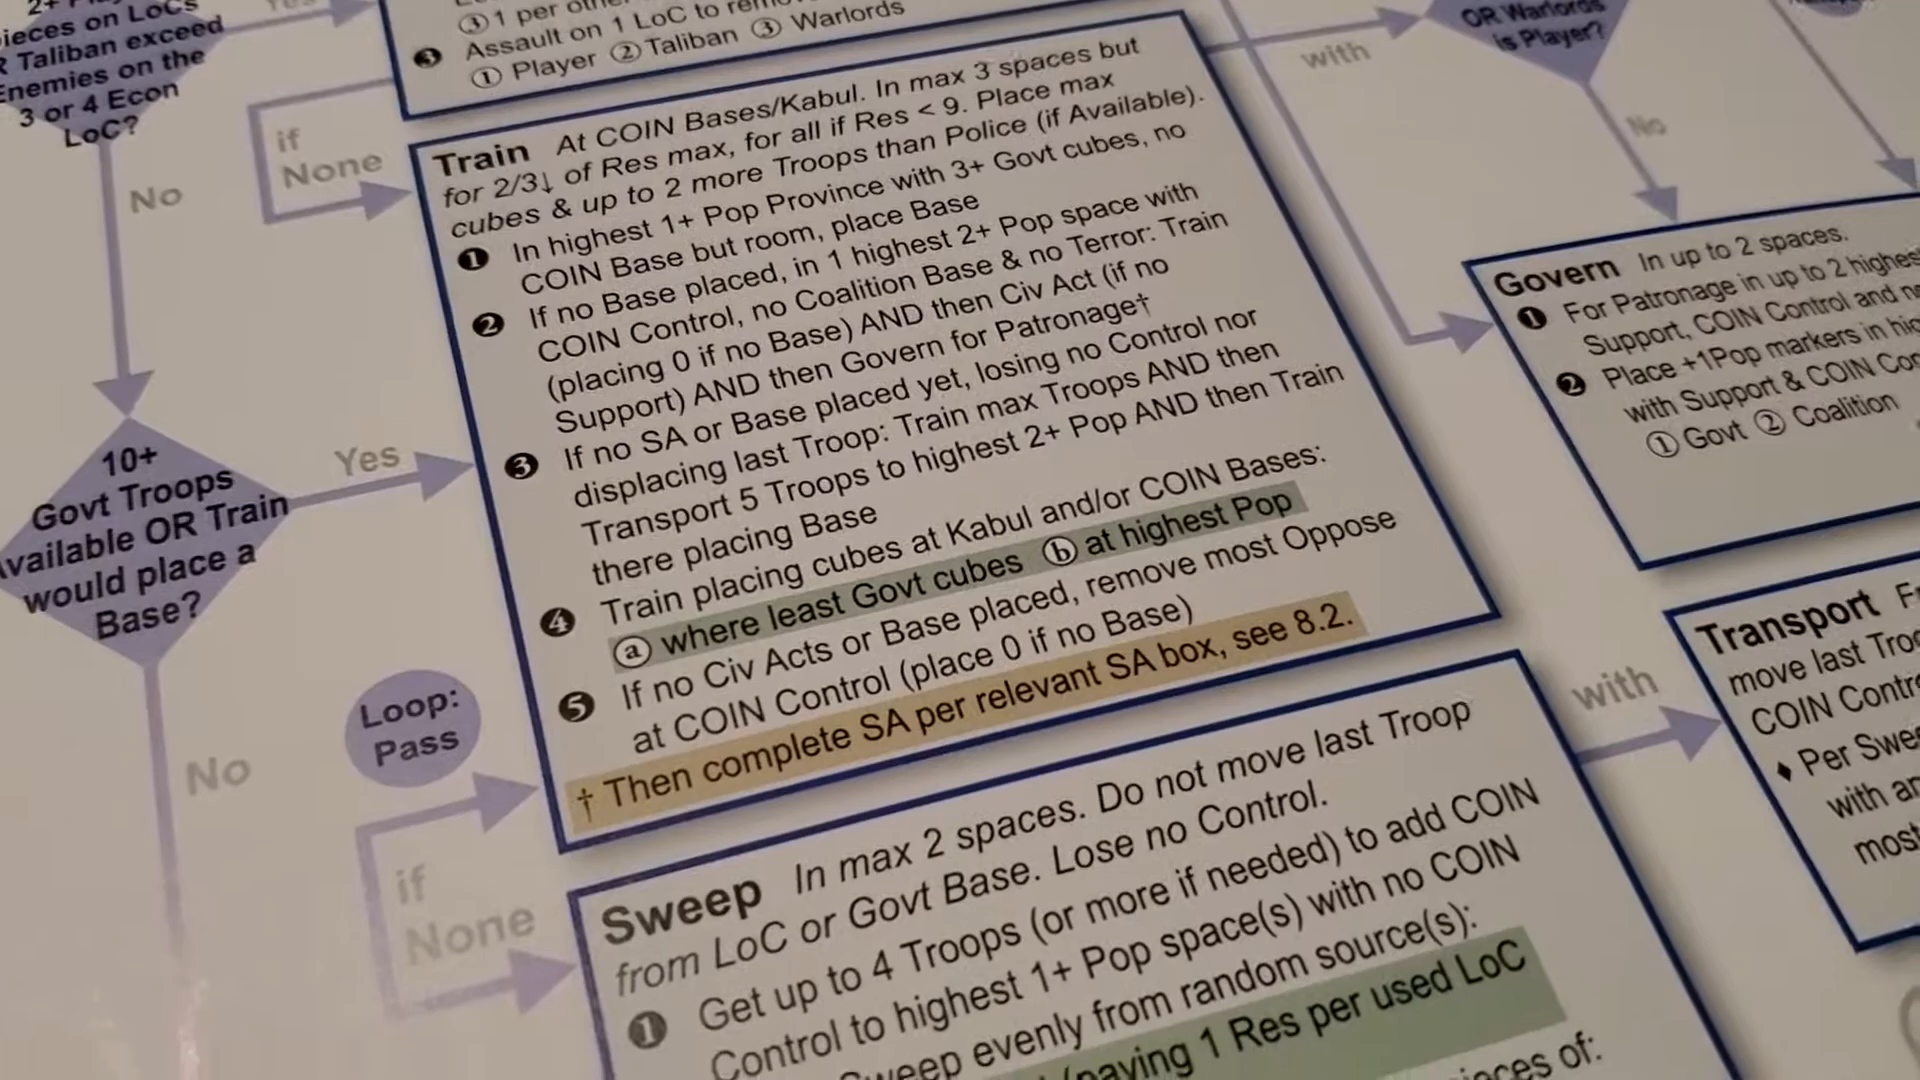 2+
pieces on LoCs
Taliban exceed
Enemies on the
3 or 4 Econ
LoC?
No
if
None
③ 1 per
❸ Assault on 1 LoC to
① Player ② Taliban ③ Warlords
Train At COIN Bases/Kabul. In max 3 spaces but
for 2/3↓ of Res max, for all if Res < 9. Place max
cubes & up to 2 more Troops than Police (if Available).
❶ In highest 1+ Pop Province with 3+ Govt cubes, no
COIN Base but room, place Base
❷ If no Base placed, in 1 highest 2+ Pop space with
COIN Control, no Coalition Base & no Terror: Train
(placing 0 if no Base) AND then Civ Act (if no
Support) AND then Govern for Patronage†
❸ If no SA or Base placed yet, losing no Control nor
displacing last Troop: Train max Troops AND then
Transport 5 Troops to highest 2+ Pop AND then Train
there placing Base
❹ Train placing cubes at Kabul and/or COIN Bases:
ⓐ where least Govt cubes ⓑ at highest Pop
❺ If no Civ Acts or Base placed, remove most Oppose
at COIN Control (place 0 if no Base)
† Then complete SA per relevant SA box, see 8.2.
10+
Govt Troops
Available OR Train
would place a
Base?
Yes
No
Loop:
Pass
if
None
Sweep In max 2 spaces. Do not move last Troop
from LoC or Govt Base. Lose no Control.
❶ Get up to 4 Troops (or more if needed) to add COIN
Control to highest 1+ Pop space(s) with no COIN
Sweep evenly from random source(s):
(paying 1 Res per used LoC
pieces of:
with
OR Warlords
is Player?
No
Govern In up to 2 spaces.
❶ For Patronage in up to 2 highest
Support, COIN Control and
❷ Place +1Pop markers in
with Support & COIN
① Govt ② Coalition
with
Transport
move last
COIN
♦ Per
with
most